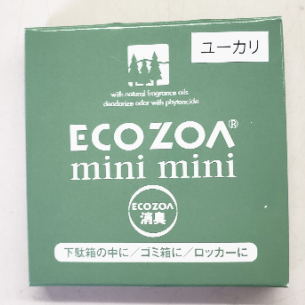 ユーカリ
with natural fragrance oils
deodorize odor with phytoncide
ECOZOA®
mini mini
ECOZOA
消臭
下駄箱の中に／ゴミ箱に／ロッカーに